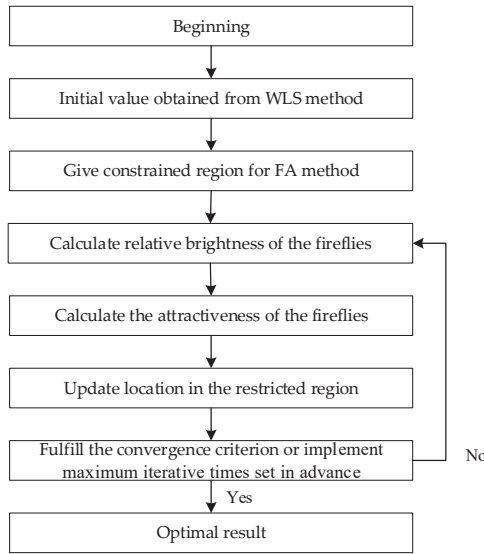 Beginning
Initial value obtained from WLS method
Give constrained region for FA method
Calculate relative brightness of the fireflies
Calculate the attractiveness of the fireflies
Update location in the restricted region
Fulfill the convergence criterion or implement
maximum iterative times set in advance
No
Yes
Optimal result